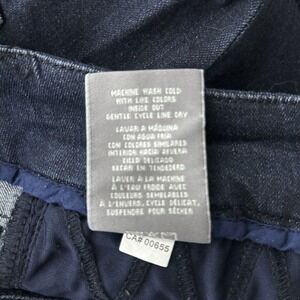 MACHINE WASH COLD
WITH LIKE COLORS
INSIDE OUT
GENTLE CYCLE LINE DRY
LAVAR A MÁQUINA
CON AGUA FRIA
CON COLORES SIMILARES
INTERIOR HACIA AFUERA
CICLO DELICADO
SECAR EN TENDEDERO
LAVER A LA MACHINE
A L'EAU FROIDE AVEC
COULEURS SEMBLABLES
A L'ENVERS, CYCLE DÉLICAT,
SUSPENDRE POUR SÉCHER
CA# 00655